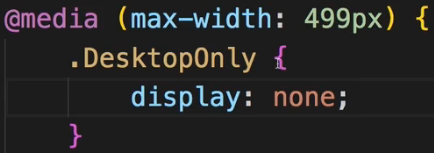 @media (max-width: 499px) {
.DesktopOnly {
display: none;
}